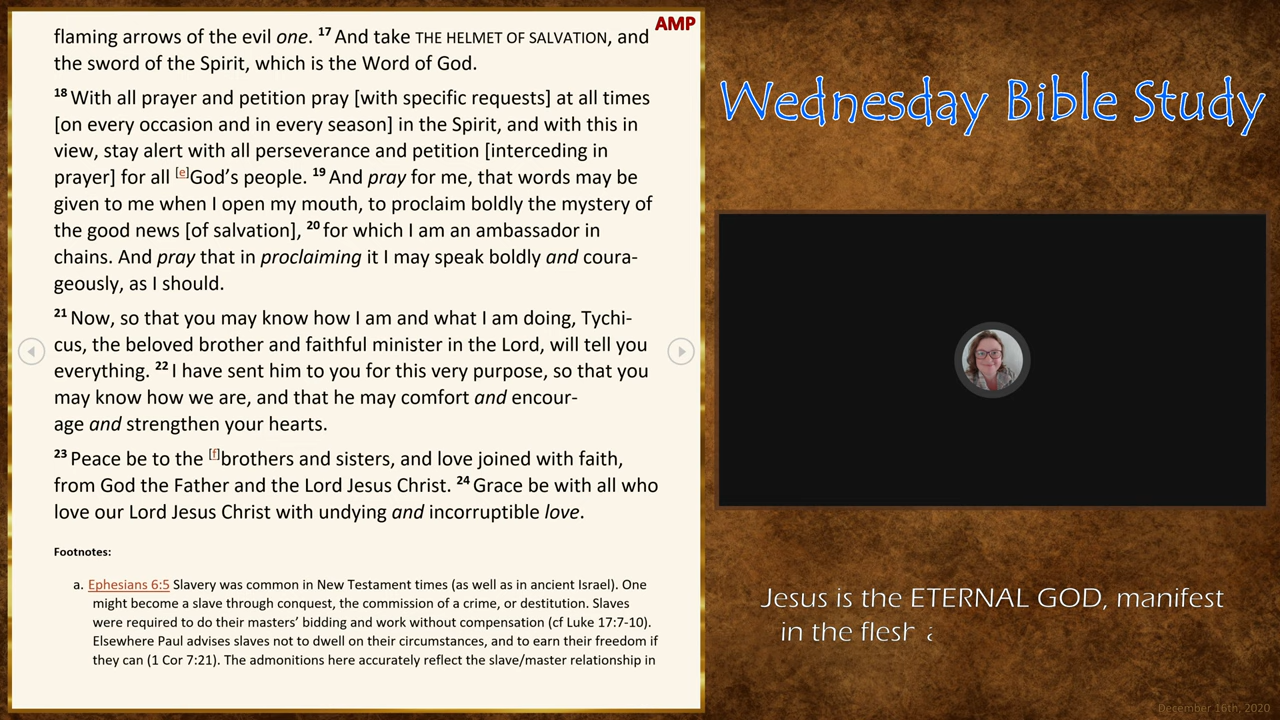 AMP
flaming arrows of the evil one. 17 And take THE HELMET OF SALVATION, and
the sword of the Spirit, which is the Word of God.
18 With all prayer and petition pray [with specific requests] at all times
[on every occasion and in every season] in the Spirit, and with this in
view, stay alert with all perseverance and petition [interceding in
prayer] for all [e]God’s people. 19 And pray for me, that words may be
given to me when I open my mouth, to proclaim boldly the mystery of
the good news [of salvation], 20 for which I am an ambassador in
chains. And pray that in proclaiming it I may speak boldly and coura-
geously, as I should.
21 Now, so that you may know how I am and what I am doing, Tychi-
cus, the beloved brother and faithful minister in the Lord, will tell you
everything. 22 I have sent him to you for this very purpose, so that you
may know how we are, and that he may comfort and encour-
age and strengthen your hearts.
23 Peace be to the [f]brothers and sisters, and love joined with faith,
from God the Father and the Lord Jesus Christ. 24 Grace be with all who
love our Lord Jesus Christ with undying and incorruptible love.
Footnotes:
a. Ephesians 6:5 Slavery was common in New Testament times (as well as in ancient Israel). One
might become a slave through conquest, the commission of a crime, or destitution. Slaves
were required to do their masters’ bidding and work without compensation (cf Luke 17:7-10).
Elsewhere Paul advises slaves not to dwell on their circumstances, and to earn their freedom if
they can (1 Cor 7:21). The admonitions here accurately reflect the slave/master relationship in
Wednesday Bible Study
Jesus is the ETERNAL GOD, manifest
in the flesh
December 16th, 2020